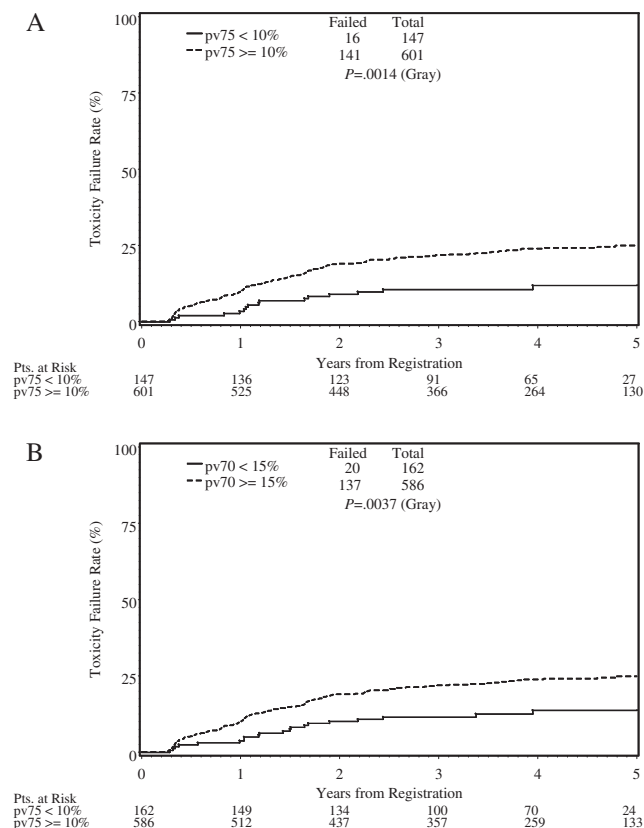 A
Failed Total
pv75 < 10% 16 147
pv75 >= 10% 141 601
P=.0014 (Gray)
100
75
50
25
0
Toxicity Failure Rate (%)
0 1 2 3 4 5
Years from Registration
Pts. at Risk
pv75 < 10% 147 136 123 91 65 27
pv75 >= 10% 601 525 448 366 264 130
B
Failed Total
pv70 < 15% 20 162
pv70 >= 15% 137 586
P=.0037 (Gray)
100
75
50
25
0
Toxicity Failure Rate (%)
0 1 2 3 4 5
Years from Registration
Pts. at Risk
pv75 < 10% 162 149 134 100 70 24
pv75 >= 10% 586 512 437 357 259 133